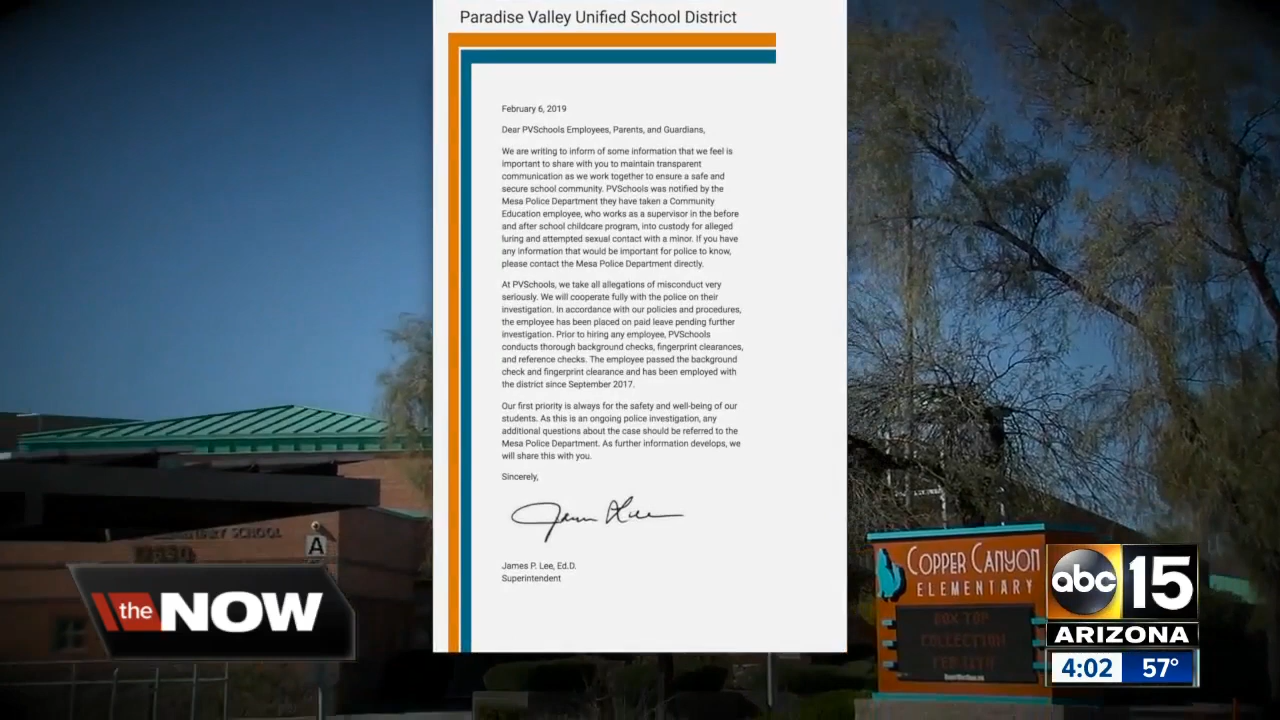 Paradise Valley Unified School District
February 6, 2019
Dear PVSchools Employees, Parents, and Guardians,
We are writing to inform of some information that we feel is
important to share with you to maintain transparent
communication as we work together to ensure a safe and
secure school community. PVSchools was notified by the
Mesa Police Department they have taken a Community
Education employee, who works as a supervisor in the before
and after school childcare program, into custody for alleged
luring and attempted sexual contact with a minor. If you have
any information that would be important for police to know,
please contact the Mesa Police Department directly.
At PVSchools, we take all allegations of misconduct very
seriously. We will cooperate fully with the police on their
investigation. In accordance with our policies and procedures,
the employee has been placed on paid leave pending further
investigation. Prior to hiring any employee, PVSchools
conducts thorough background checks, fingerprint clearances,
and reference checks. The employee passed the background
check and fingerprint clearance and has been employed with
the district since September 2017.
Our first priority is always for the safety and well-being of our
students. As this is an ongoing police investigation, any
additional questions about the case should be referred to the
Mesa Police Department. As further information develops, we
will share this with you.
Sincerely,
James P. Lee, Ed.D.
Superintendent
SCHOOL
A
the NOW
COPPER CANYON
ELEMENTARY
BOX TOP
COLLECTION
abc 15
ARIZONA
4:02 57°